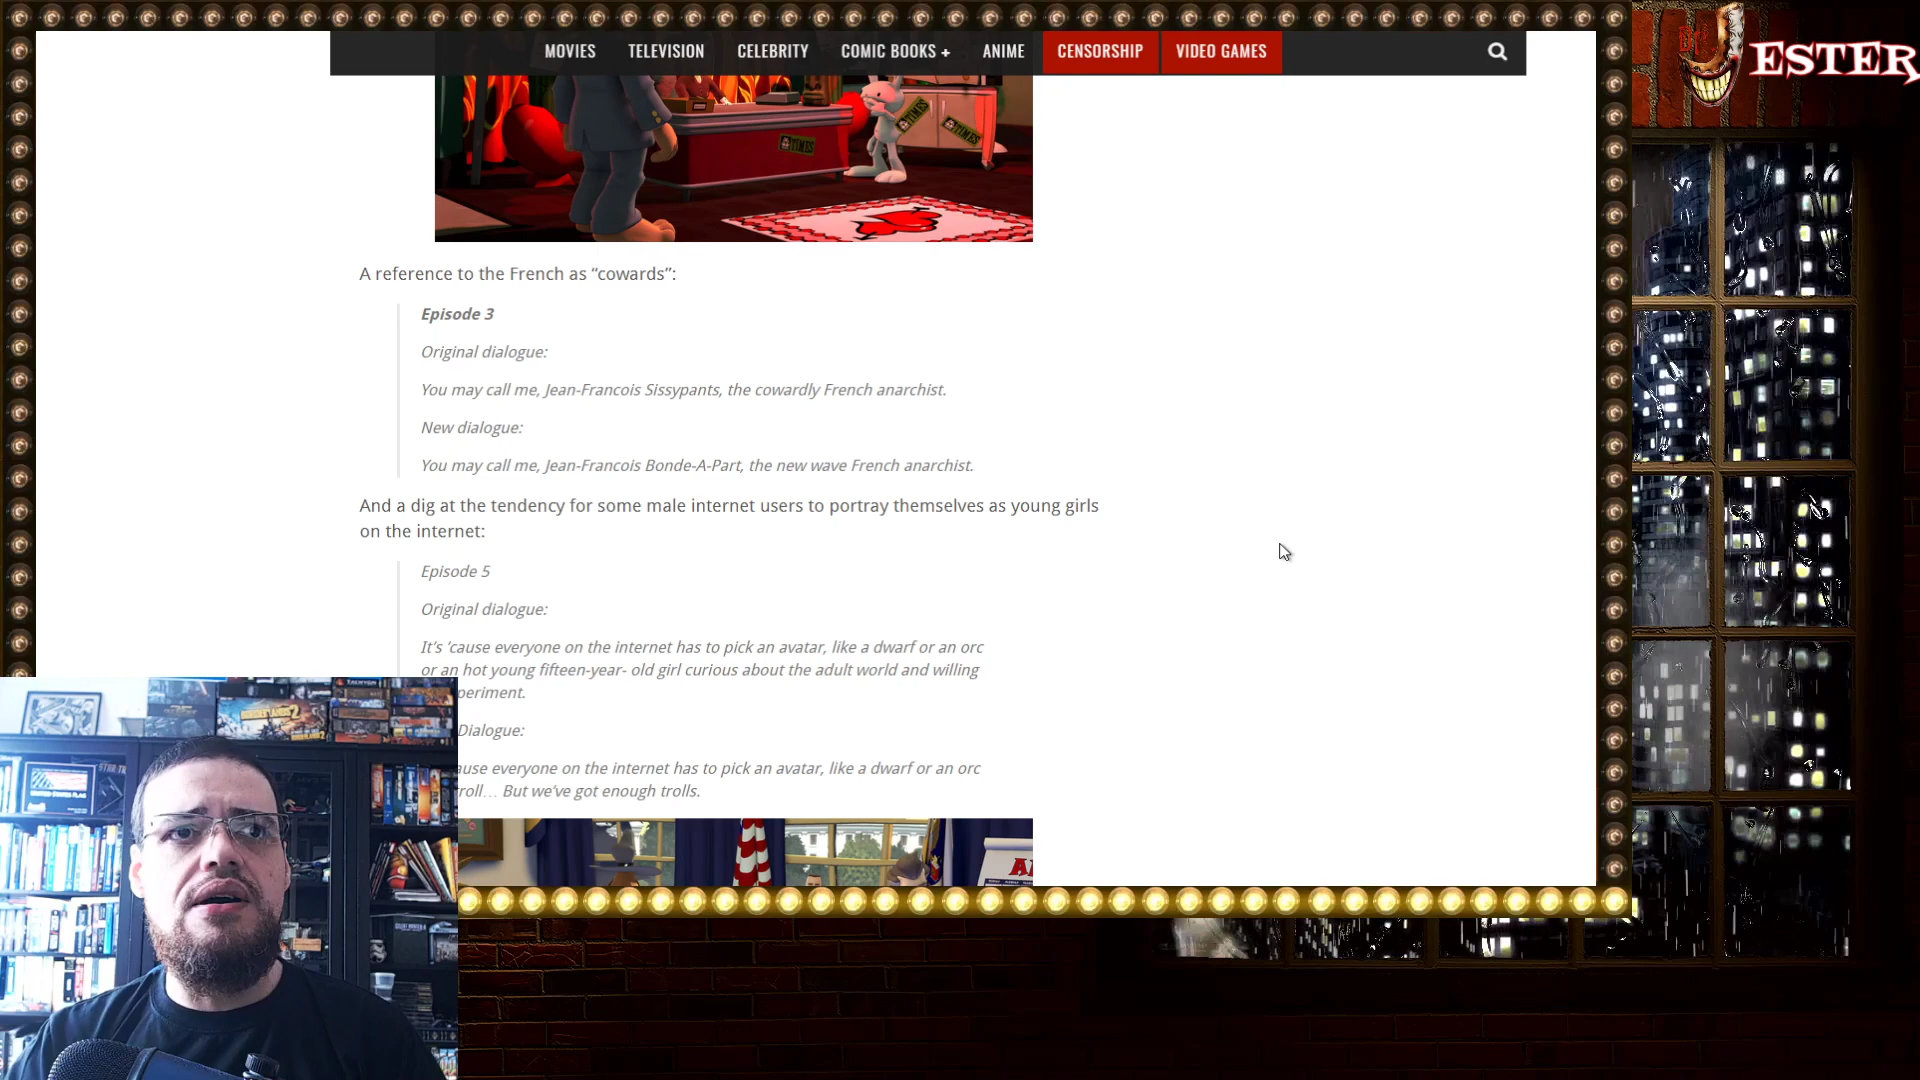 MOVIES TELEVISION CELEBRITY COMIC BOOKS + ANIME CENSORSHIP VIDEO GAMES
ESTER
TIMES
TIMES
A reference to the French as “cowards”:
Episode 3
Original dialogue:
You may call me, Jean-Francois Sissypants, the cowardly French anarchist.
New dialogue:
You may call me, Jean-Francois Bonde-A-Part, the new wave French anarchist.
And a dig at the tendency for some male internet users to portray themselves as young girls
on the internet:
Episode 5
Original dialogue:
It’s ’cause everyone on the internet has to pick an avatar, like a dwarf or an orc
or an hot young fifteen-year- old girl curious about the adult world and willing
periment.
Dialogue:
ause everyone on the internet has to pick an avatar, like a dwarf or an orc
roll… But we’ve got enough trolls.
BORDERLANDS 2